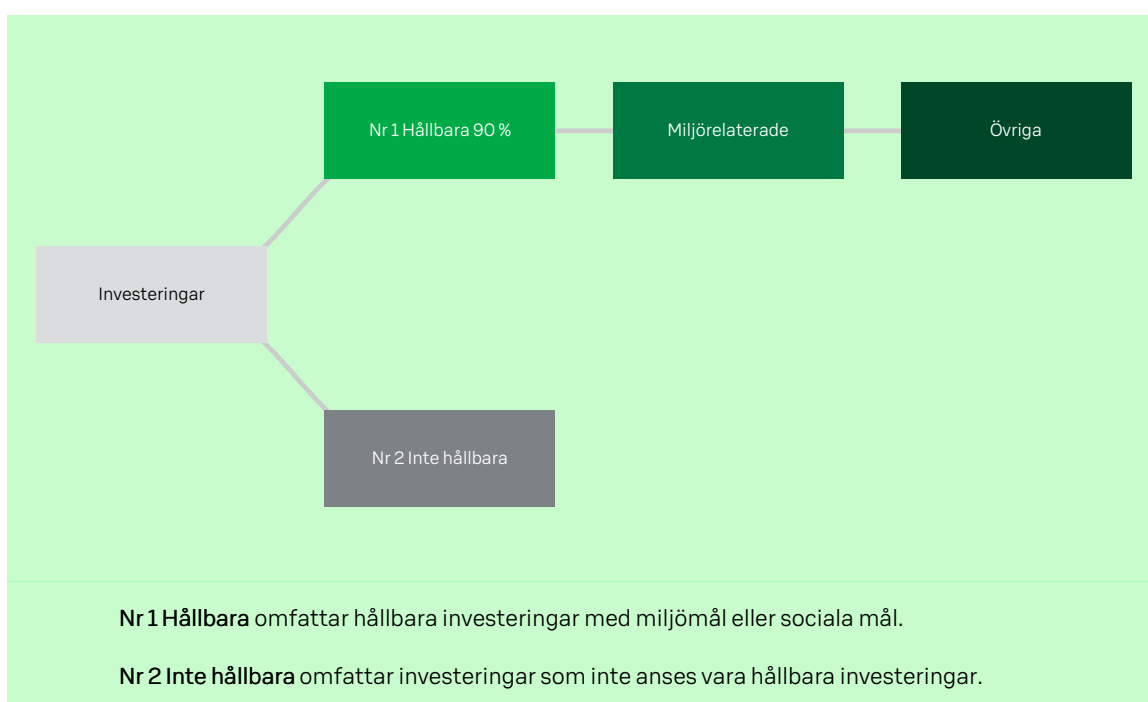 Nr 1 Hållbara 90 %
Miljörelaterade
Övriga
Investeringar
Nr 2 Inte hållbara
Nr 1 Hållbara omfattar hållbara investeringar med miljömål eller sociala mål.
Nr 2 Inte hållbara omfattar investeringar som inte anses vara hållbara investeringar.